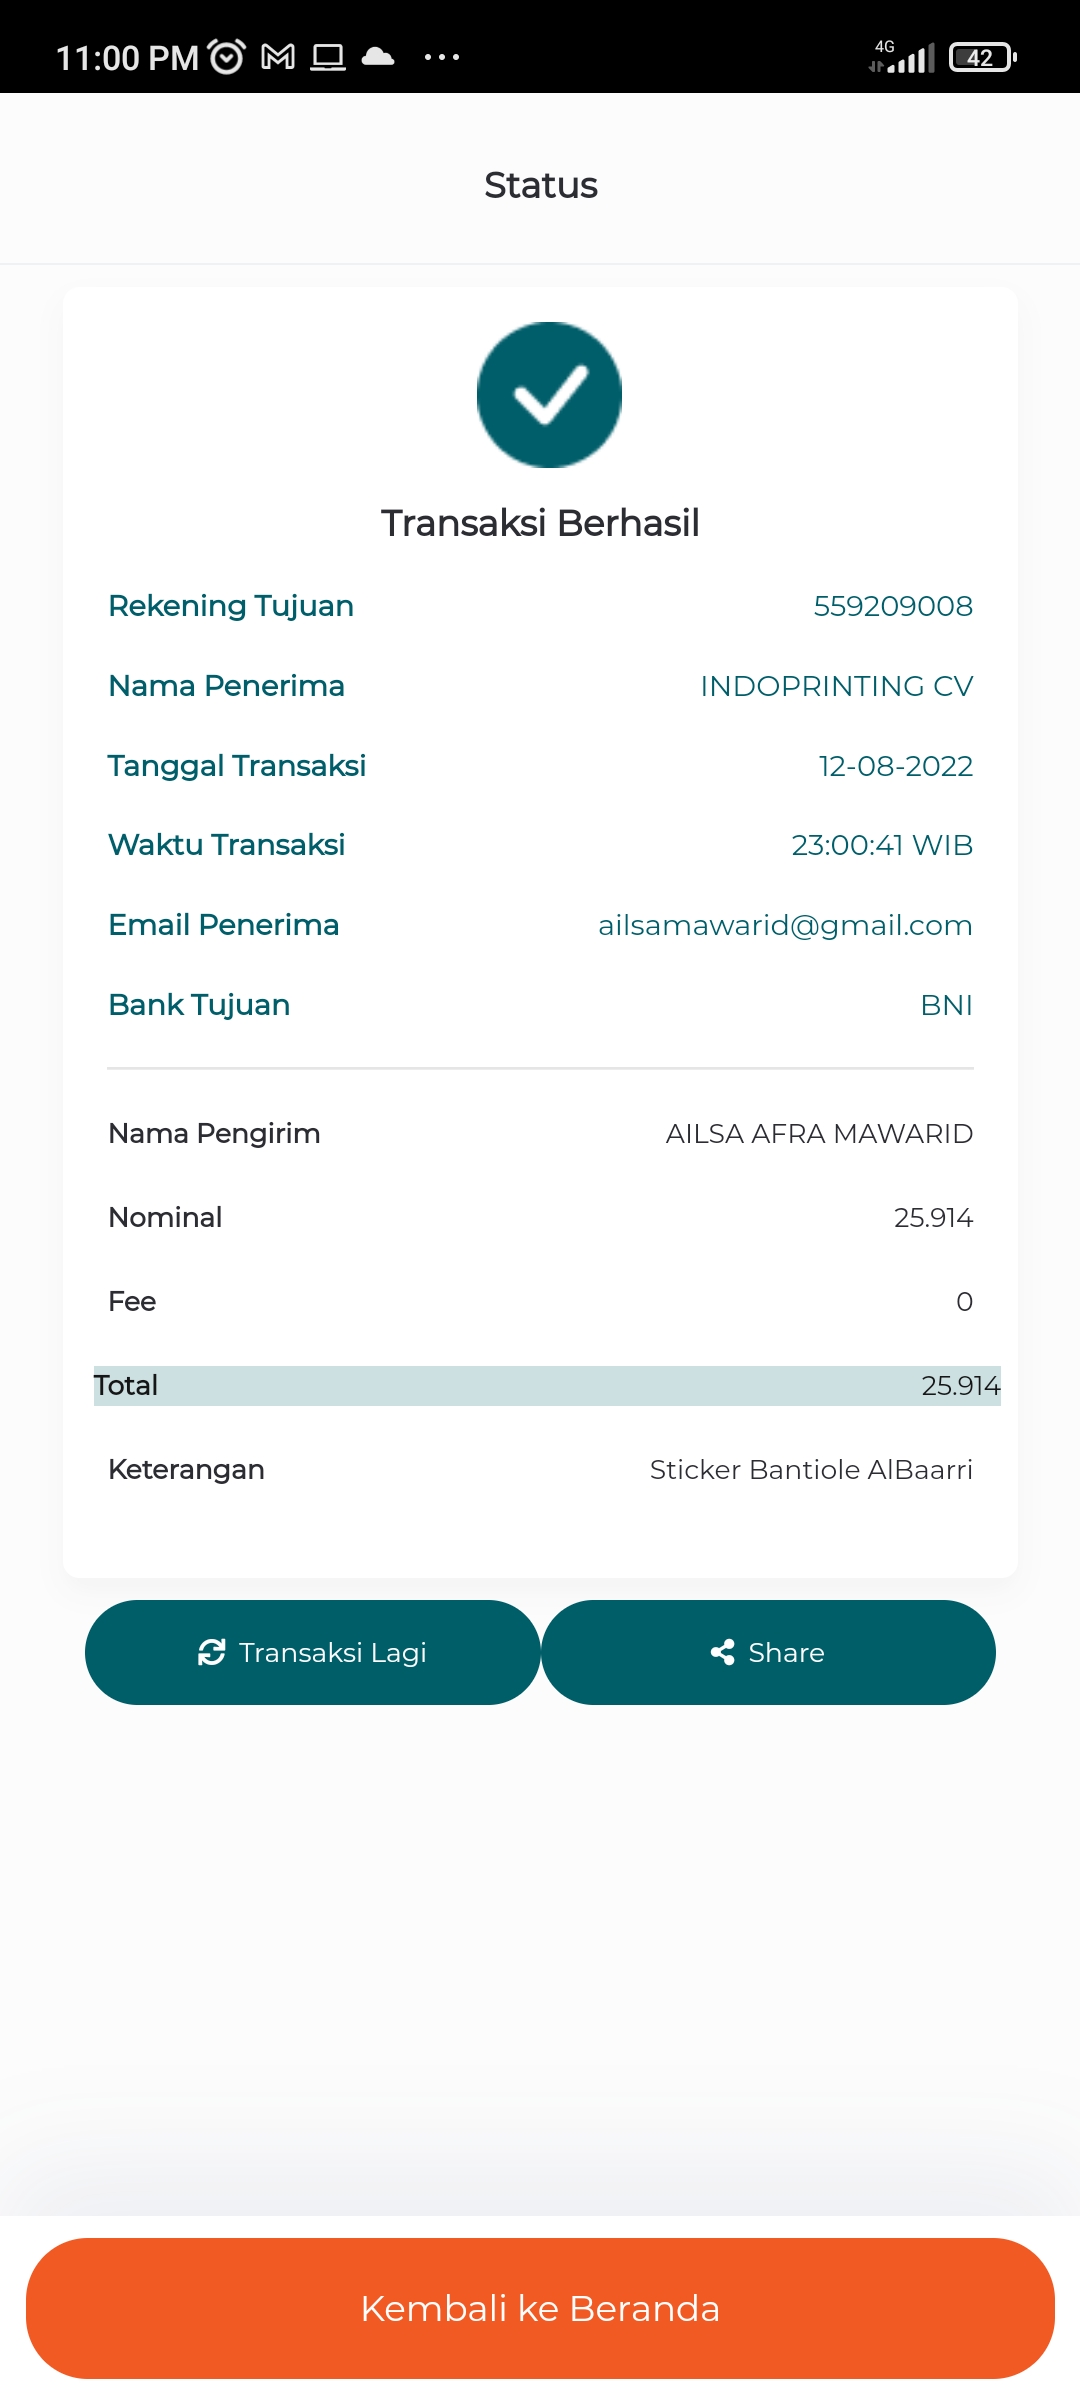 11:00 PM
4G
42
Status
Transaksi Berhasil
Rekening Tujuan 559209008
Nama Penerima INDOPRINTING CV
Tanggal Transaksi 12-08-2022
Waktu Transaksi 23:00:41 WIB
Email Penerima ailsamawarid@gmail.com
Bank Tujuan BNI
Nama Pengirim AILSA AFRA MAWARID
Nominal 25.914
Fee 0
Total 25.914
Keterangan Sticker Bantiole AlBaarri
Transaksi Lagi Share
Kembali ke Beranda